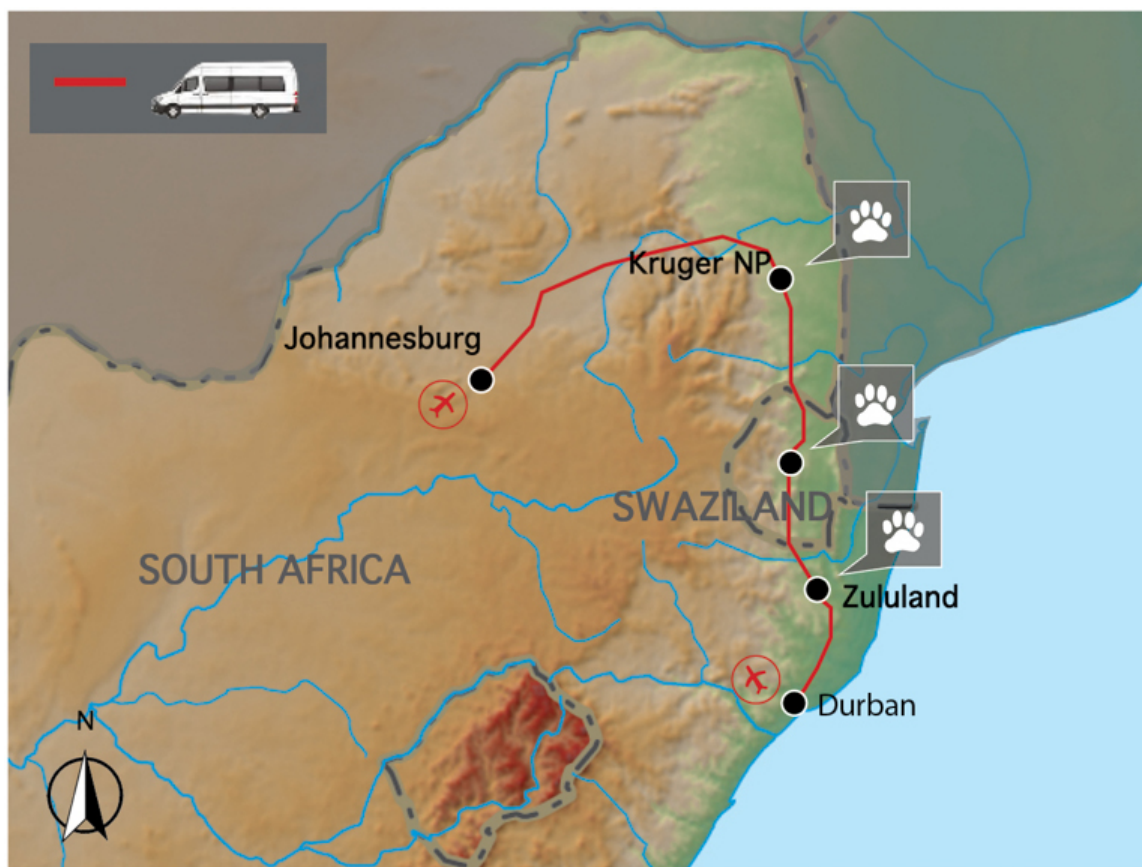 Kruger NP
Johannesburg
SWAZILAND
SOUTH AFRICA
Zululand
Durban
N